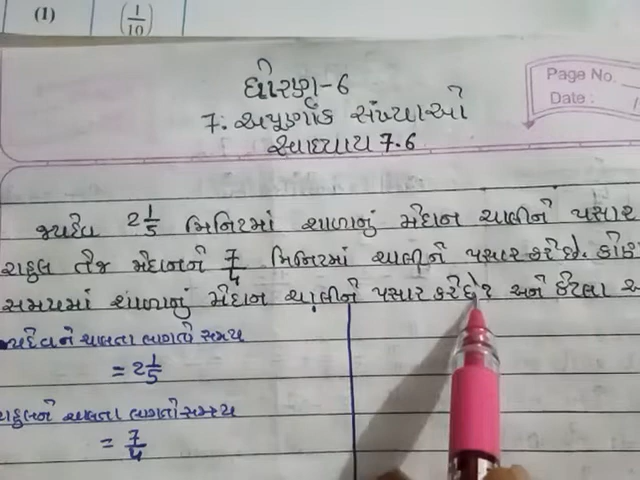 (1) (1/10)
ધોરણ-6
Page No.
7. અપૂર્ણાંક સંખ્યાઓ
Date :
સ્વાધ્યાય 7.6
જયદેવ 2 1/5 મિનિટમાં શાળાનું મેદાન ચાલીને પસાર
રાહુલ તેજ મેદાનને 7/4 મિનિટમાં ચાલીને પસાર કરે છે. કોણ
સમયમાં શાળાનું મેદાન ચાલીને પસાર કરે છે? અને કેટલા
જયદેવને ચાલતા લાગતો સમય
= 2 1/5
રાહુલને ચાલતા લાગતો સમય
= 7/4